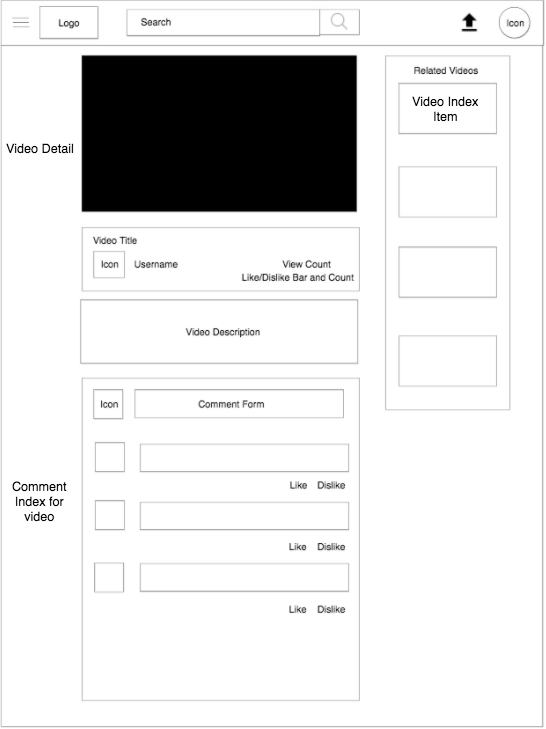 Logo
Search
Icon
Related Videos
Video Index
Item
Video Detail
Video Title
Icon
Username
View Count
Like/Dislike Bar and Count
Video Description
Icon
Comment Form
Comment
Index for
video
Like Dislike
Like Dislike
Like Dislike